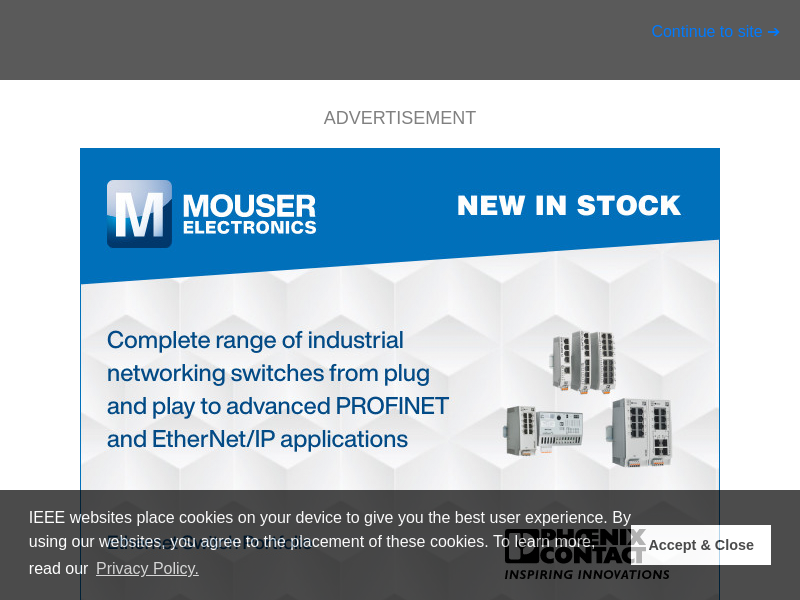 Continue to site ➔
ADVERTISEMENT
M MOUSER
ELECTRONICS
NEW IN STOCK
Complete range of industrial
networking switches from plug
and play to advanced PROFINET
and EtherNet/IP applications
IEEE websites place cookies on your device to give you the best user experience. By
using our websites, you agree to the placement of these cookies. To learn more,
read our Privacy Policy.
Accept & Close
PHOENIX
CONTACT
INSPIRING INNOVATIONS